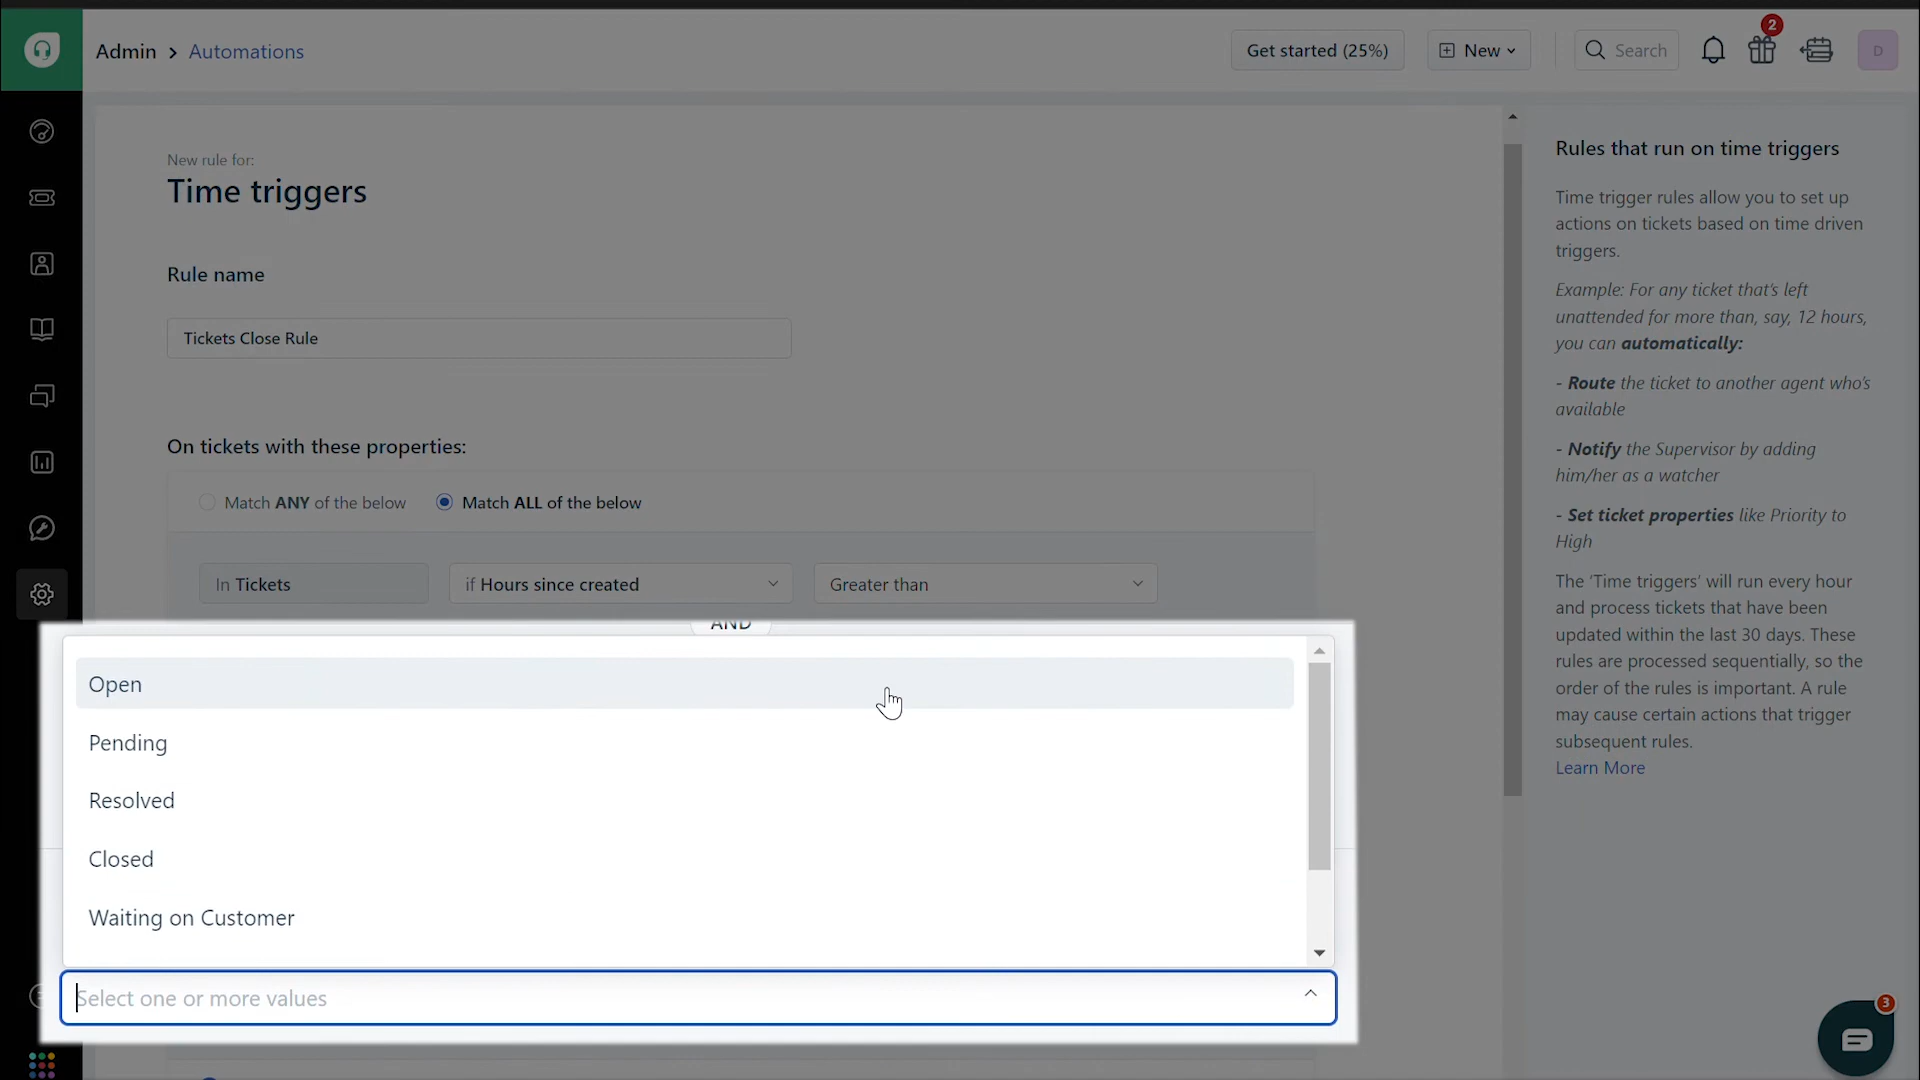 Admin > Automations
Get started (25%)
New
Search
2
D
New rule for:
Time triggers
Rule name
Tickets Close Rule
On tickets with these properties:
Match ANY of the below
Match ALL of the below
In Tickets
if Hours since created
Greater than
AND
Open
Pending
Resolved
Closed
Waiting on Customer
Select one or more values
Rules that run on time triggers
Time trigger rules allow you to set up
actions on tickets based on time driven
triggers.
Example: For any ticket that's left
unattended for more than, say, 12 hours,
you can automatically:
- Route the ticket to another agent who's
available
- Notify the Supervisor by adding
him/her as a watcher
- Set ticket properties like Priority to
High
The 'Time triggers' will run every hour
and process tickets that have been
updated within the last 30 days. These
rules are processed sequentially, so the
order of the rules is important. A rule
may cause certain actions that trigger
subsequent rules.
Learn More
3